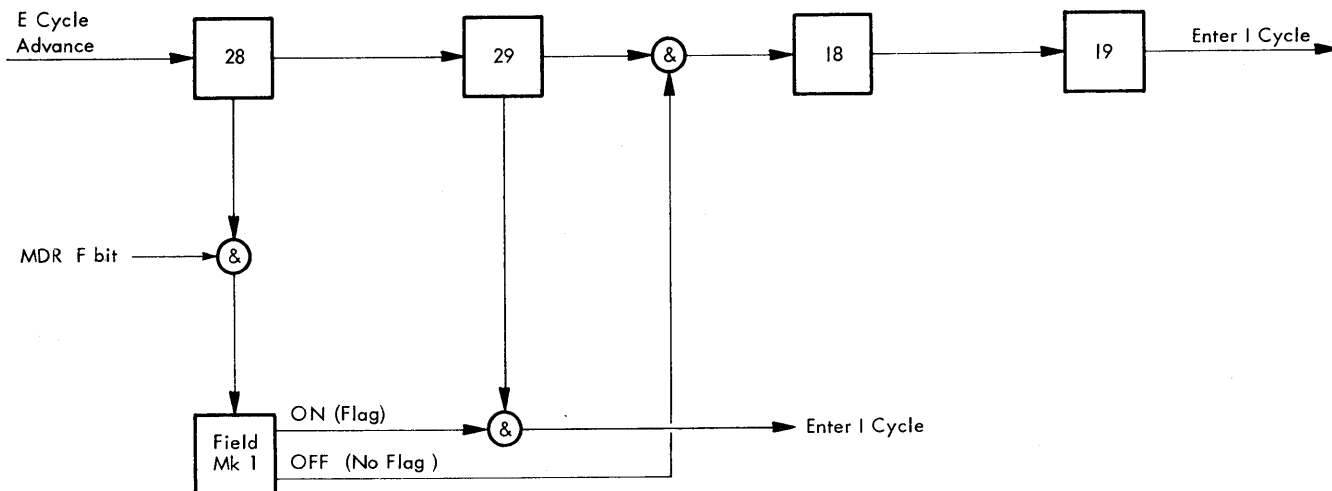 E Cycle
Advance
28
29
&
18
19
Enter I Cycle
MDR F bit
&
Field
Mk 1
ON (Flag)
OFF (No Flag)
&
Enter I Cycle